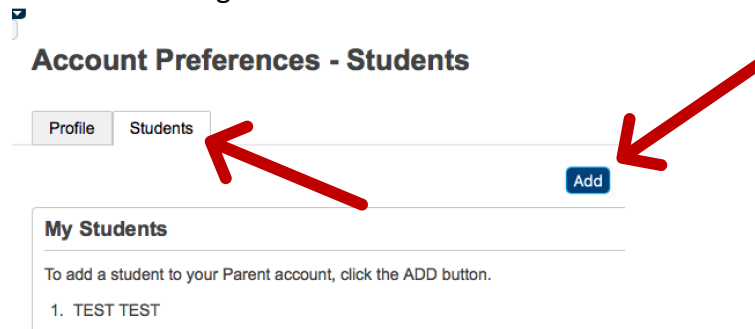 Account Preferences - Students
Profile Students
Add
My Students
To add a student to your Parent account, click the ADD button.
1. TEST TEST